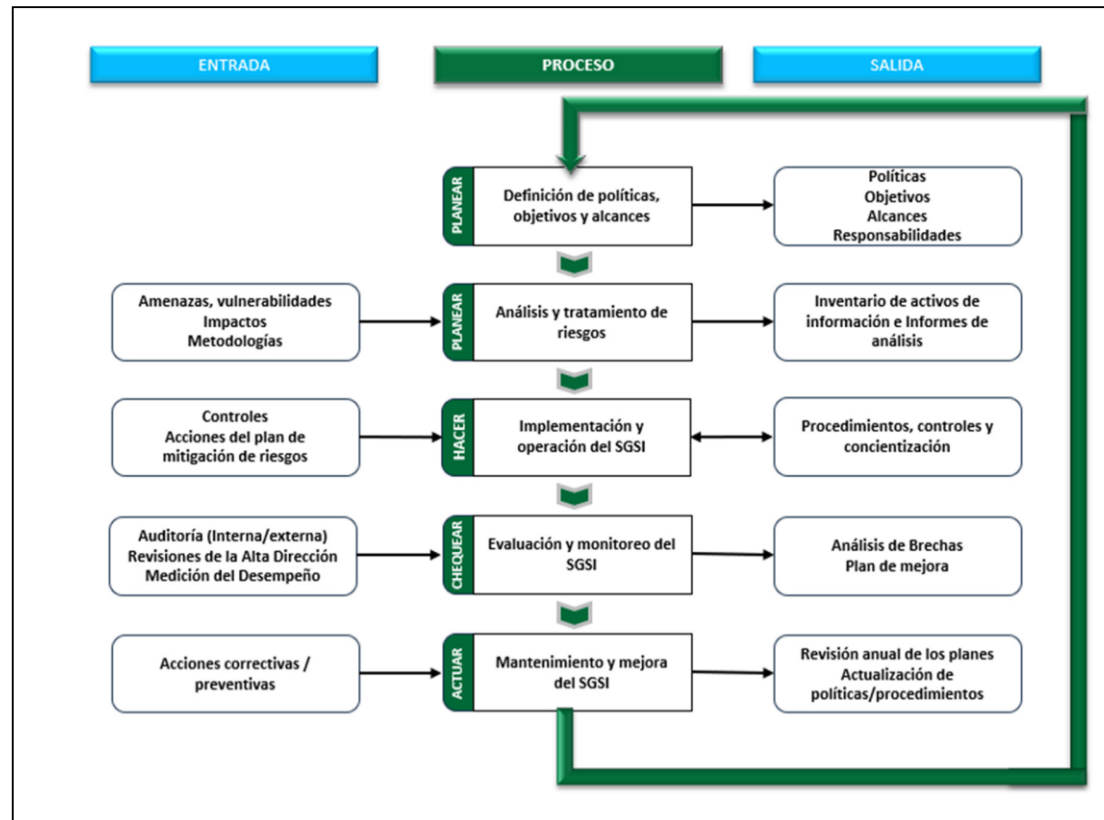 ENTRADA
PROCESO
SALIDA
PLANEAR
Definición de políticas,
objetivos y alcances
Políticas
Objetivos
Alcances
Responsabilidades
Amenazas, vulnerabilidades
Impactos
Metodologías
PLANEAR
Análisis y tratamiento de
riesgos
Inventario de activos de
información e Informes de
análisis
Controles
Acciones del plan de
mitigación de riesgos
HACER
Implementación y
operación del SGSI
Procedimientos, controles y
concientización
Auditoría (Interna/externa)
Revisiones de la Alta Dirección
Medición del Desempeño
CHEQUEAR
Evaluación y monitoreo del
SGSI
Análisis de Brechas
Plan de mejora
Acciones correctivas /
preventivas
ACTUAR
Mantenimiento y mejora
del SGSI
Revisión anual de los planes
Actualización de
políticas/procedimientos